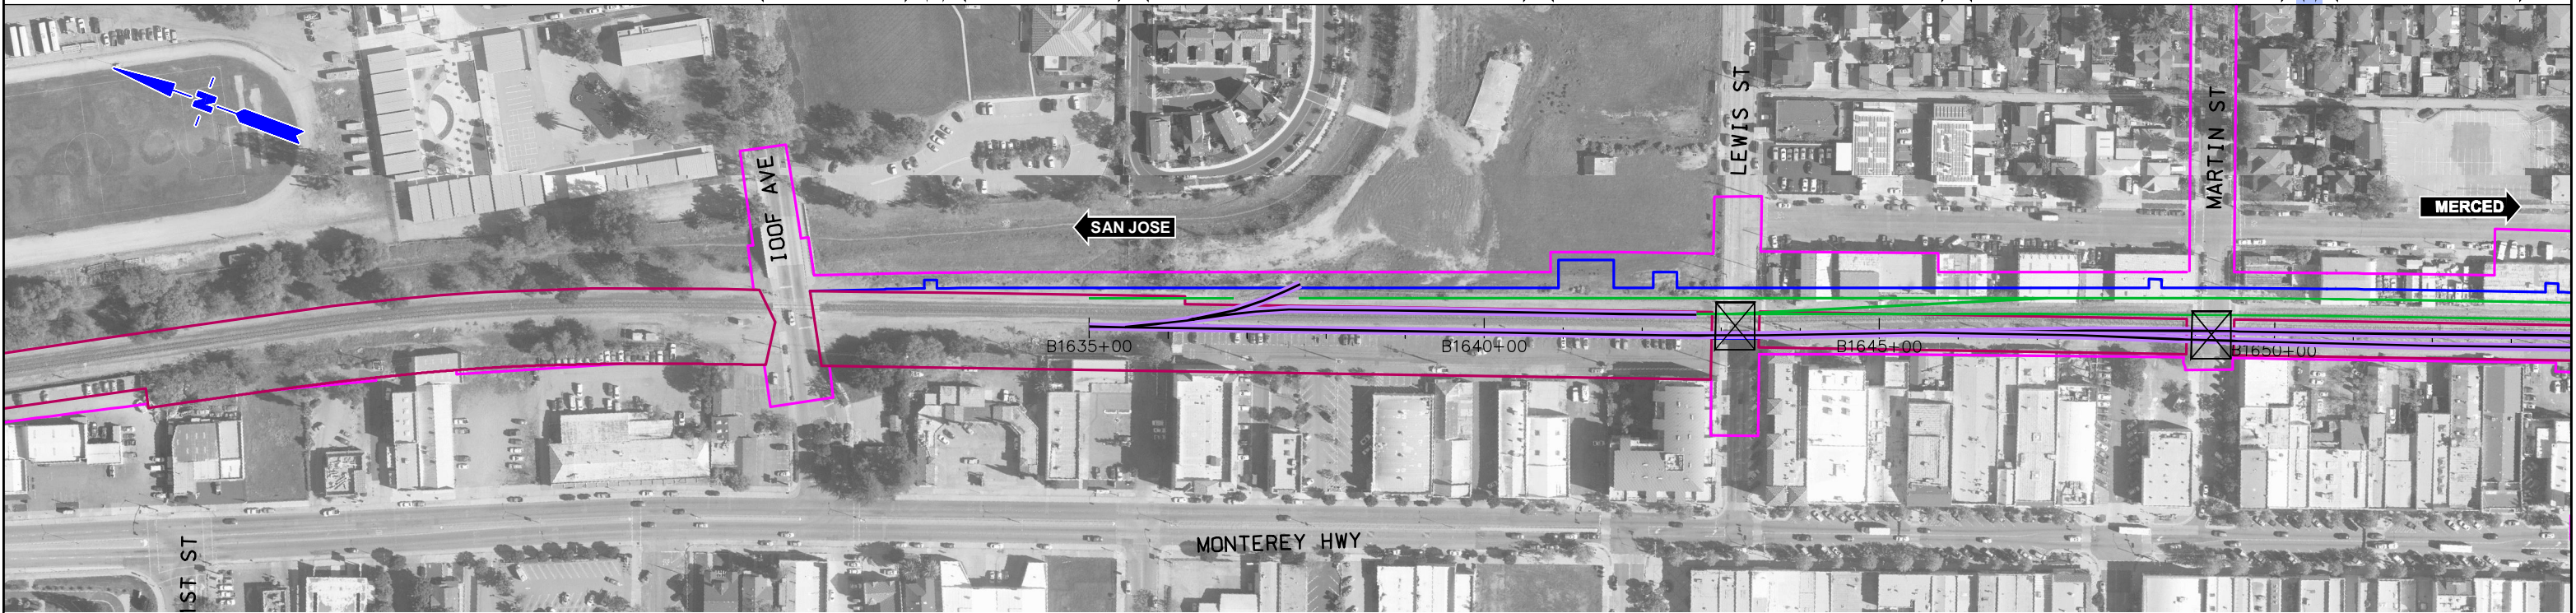 N
IOOF AVE
SAN JOSE
LEWIS ST
MARTIN ST
MERCED
B1635+00
B1640+00
B1645+00
B1650+00
MONTEREY HWY
IST ST